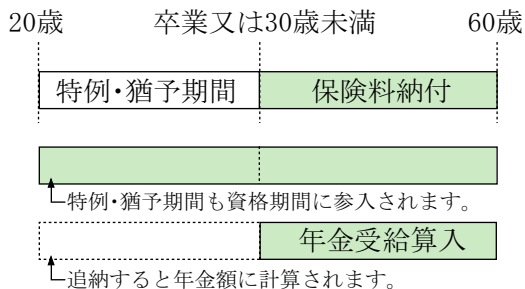 20歳 卒業又は30歳未満 60歳
特例・猶予期間 保険料納付
特例・猶予期間も資格期間に参入されます。
年金受給算入
追納すると年金額に計算されます。